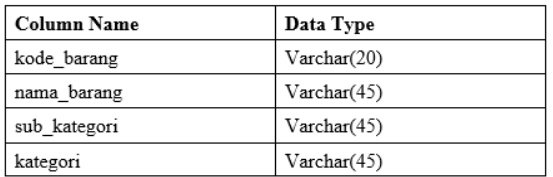 Column Name Data Type
kode_barang Varchar(20)
nama_barang Varchar(45)
sub_kategori Varchar(45)
kategori Varchar(45)